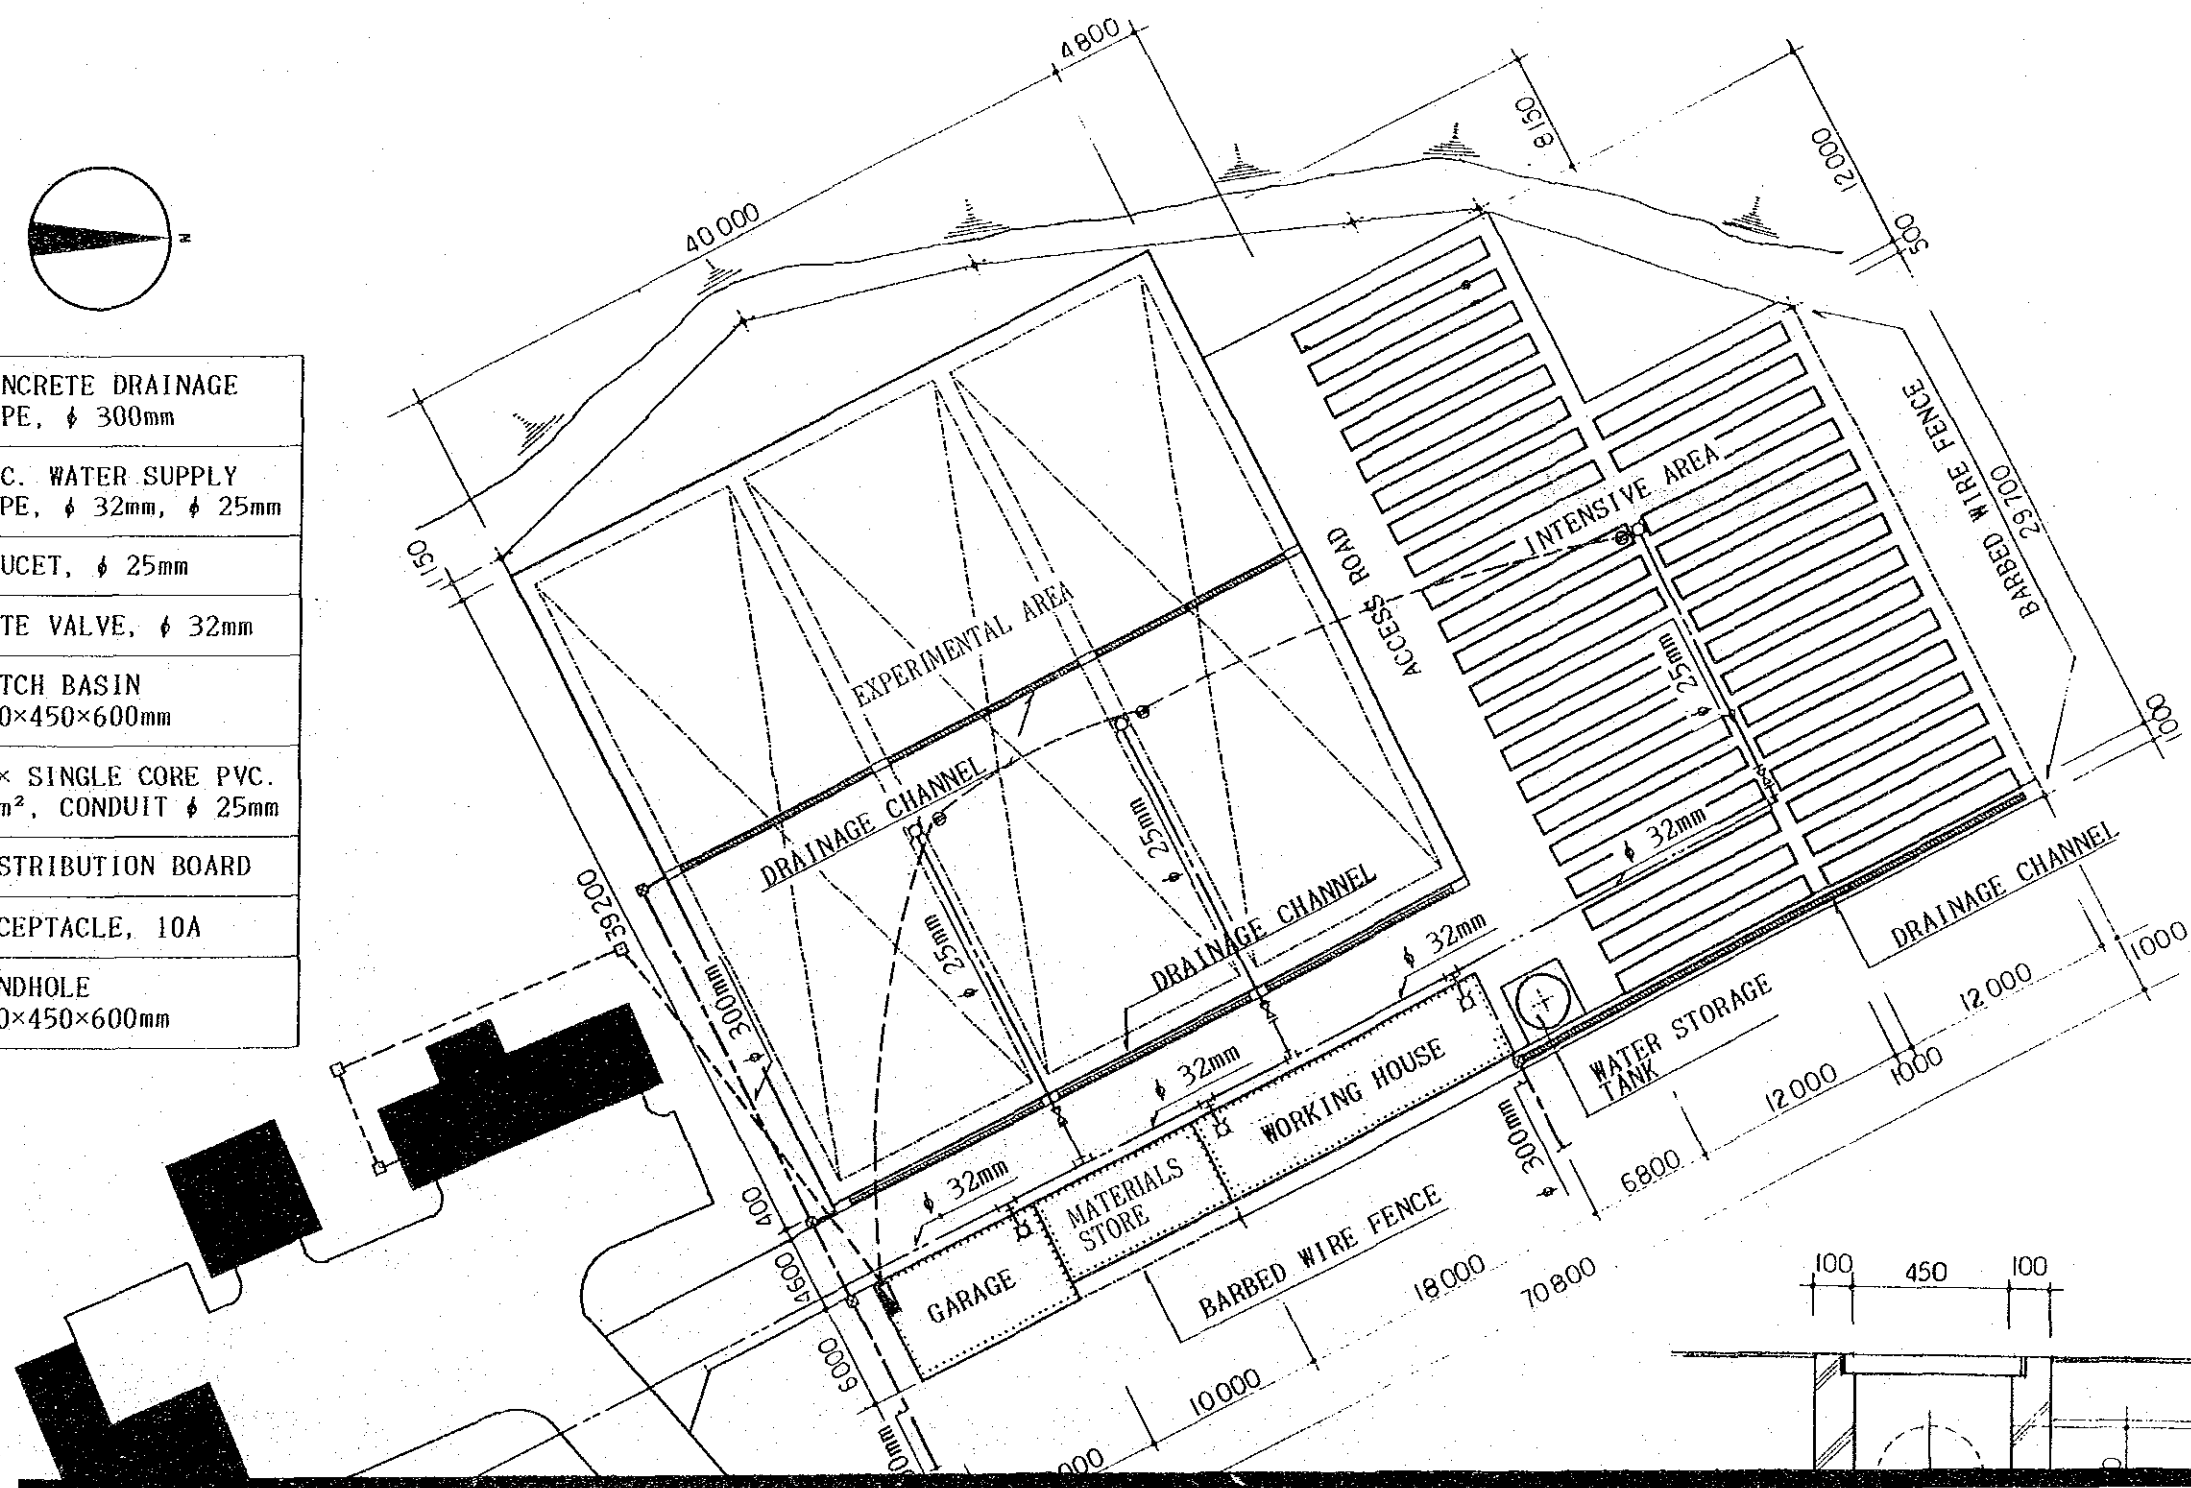 4800
40000
8150
12000
500
N
NCRETE DRAINAGE
PE, φ 300mm
C. WATER SUPPLY
PE, φ 32mm, φ 25mm
UCET, φ 25mm
TE VALVE, φ 32mm
TCH BASIN
0×450×600mm
× SINGLE CORE PVC.
m², CONDUIT φ 25mm
STRIBUTION BOARD
CEPTACLE, 10A
NDHOLE
0×450×600mm
1150
EXPERIMENTAL AREA
ACCESS ROAD
INTENSIVE AREA
BARBED WIRE FENCE
29700
1000
DRAINAGE CHANNEL
φ 25mm
φ 25mm
φ 25mm
φ 32mm
39200
φ 300mm
DRAINAGE CHANNEL
φ 32mm
DRAINAGE CHANNEL
1000
12000
WATER STORAGE
TANK
1000
12000
6800
φ 32mm
WORKING HOUSE
φ 300mm
φ 32mm
MATERIALS
STORE
GARAGE
BARBED WIRE FENCE
400
4600
6000
18000
70800
10000
000
0mm
100
450
100